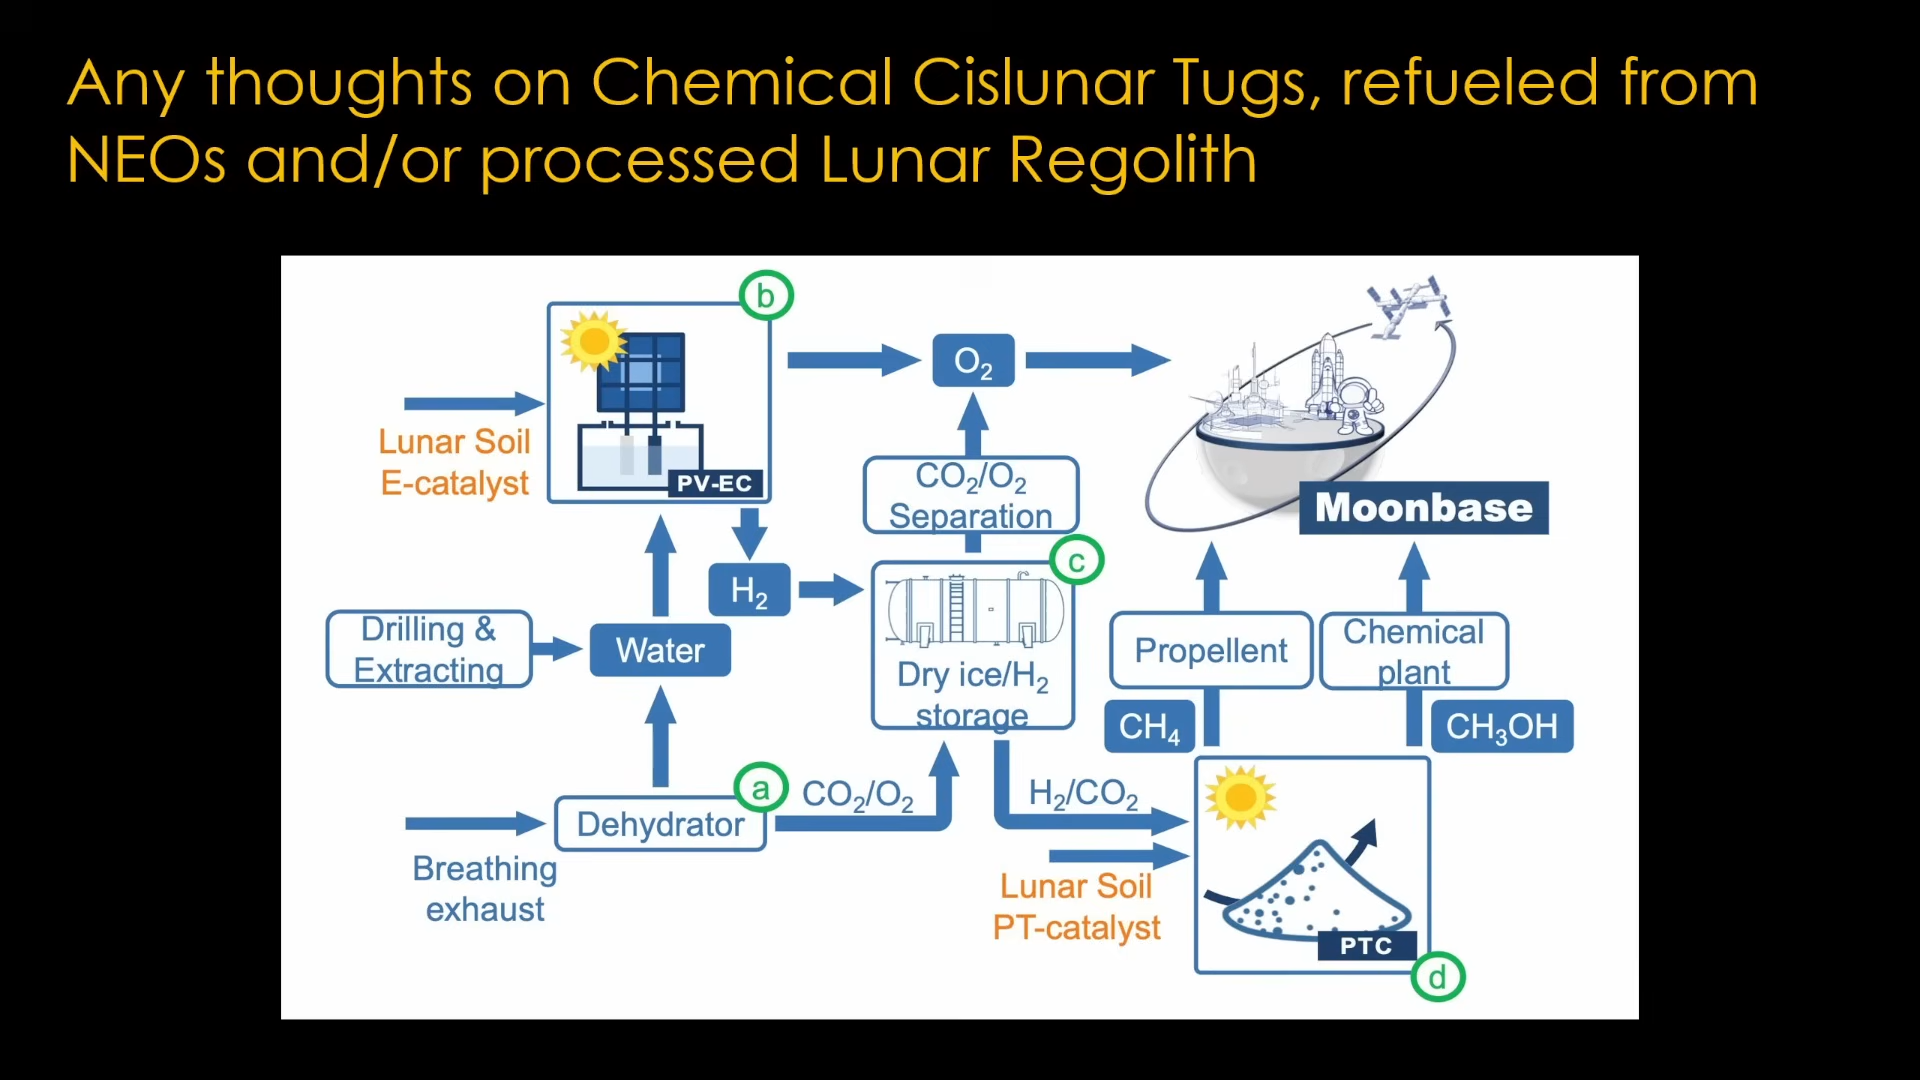 Any thoughts on Chemical Cislunar Tugs, refueled from
NEOs and/or processed Lunar Regolith
b
Lunar Soil
E-catalyst
PV-EC
O₂
CO₂/O₂
Separation
Moonbase
Drilling &
Extracting
Water
H₂
c
Dry ice/H₂
storage
Propellent
Chemical
plant
CH₄
CH₃OH
Breathing
exhaust
Dehydrator
a
CO₂/O₂
H₂/CO₂
Lunar Soil
PT-catalyst
PTC
d